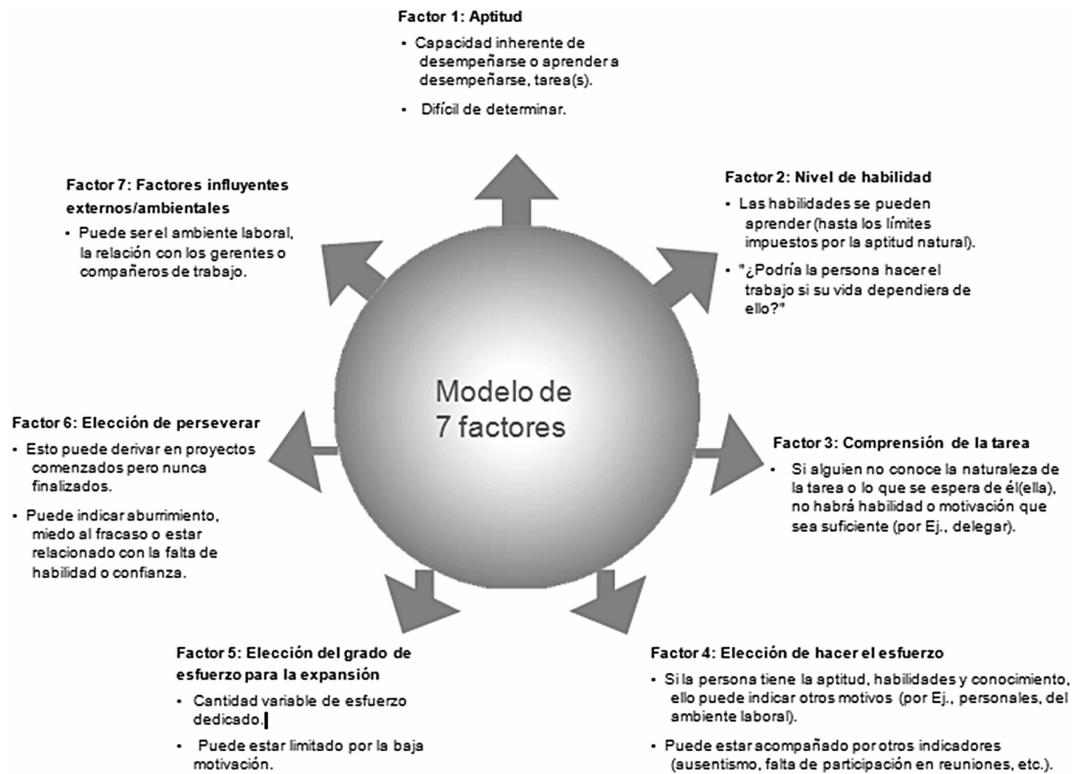 Factor 1: Aptitud
• Capacidad inherente de
desempeñarse o aprender a
desempeñarse, tarea(s).
• Difícil de determinar.
Factor 2: Nivel de habilidad
• Las habilidades se pueden
aprender (hasta los límites
impuestos por la aptitud natural).
• "¿Podría la persona hacer el
trabajo si su vida dependiera de
ello?"
Factor 3: Comprensión de la tarea
• Si alguien no conoce la naturaleza de
la tarea o lo que se espera de él(ella),
no habrá habilidad o motivación que
sea suficiente (por Ej., delegar).
Factor 4: Elección de hacer el esfuerzo
• Si la persona tiene la aptitud, habilidades y conocimiento,
ello puede indicar otros motivos (por Ej., personales, del
ambiente laboral).
• Puede estar acompañado por otros indicadores
(ausentismo, falta de participación en reuniones, etc.).
Factor 5: Elección del grado de
esfuerzo para la expansión
• Cantidad variable de esfuerzo
dedicado.
• Puede estar limitado por la baja
motivación.
Factor 6: Elección de perseverar
• Esto puede derivar en proyectos
comenzados pero nunca
finalizados.
• Puede indicar aburrimiento,
miedo al fracaso o estar
relacionado con la falta de
habilidad o confianza.
Factor 7: Factores influyentes
externos/ambientales
• Puede ser el ambiente laboral,
la relación con los gerentes o
compañeros de trabajo.
Modelo de
7 factores